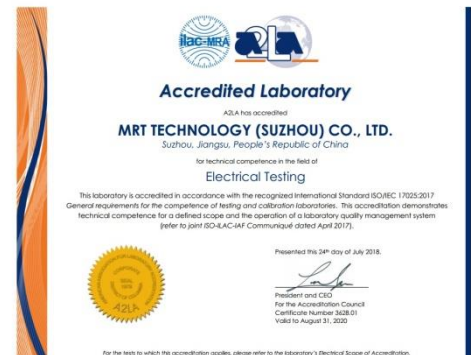 ilac-MRA
A2LA
Accredited Laboratory
A2LA has accredited
MRT TECHNOLOGY (SUZHOU) CO., LTD.
Suzhou, Jiangsu, People's Republic of China
for technical competence in the field of
Electrical Testing
This laboratory is accredited in accordance with the recognized International Standard ISO/IEC 17025:2017
General requirements for the competence of testing and calibration laboratories. This accreditation demonstrates
technical competence for a defined scope and the operation of a laboratory quality management system
(refer to joint ISO-ILAC-IAF Communiqué dated April 2017).
Presented this 24th day of July 2018.
President and CEO
For the Accreditation Council
Certificate Number 3628.01
Valid to August 31, 2020
SEAL
A2LA
For the tests to which this accreditation applies, please refer to the laboratory's Electrical Scope of Accreditation.